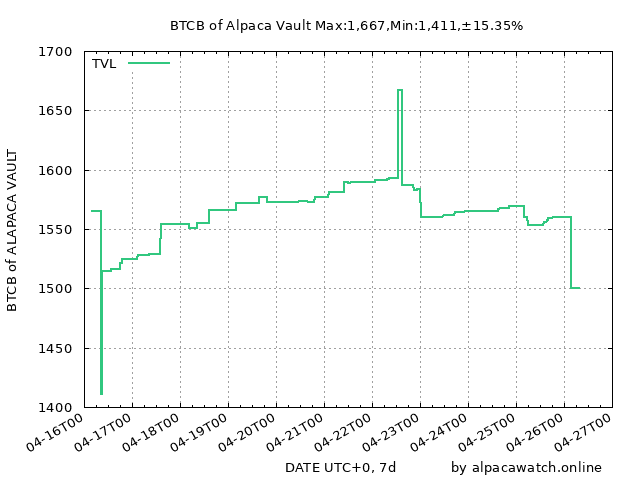 BTCB of Alpaca Vault Max:1,667,Min:1,411,±15.35%
1700
TVL
1650
1600
1550
1500
1450
1400
BTCB of ALAPACA VAULT
04-16T00
04-17T00
04-18T00
04-19T00
04-20T00
04-21T00
04-22T00
04-23T00
04-24T00
04-25T00
04-26T00
04-27T00
DATE UTC+0, 7d
by alpacawatch.online